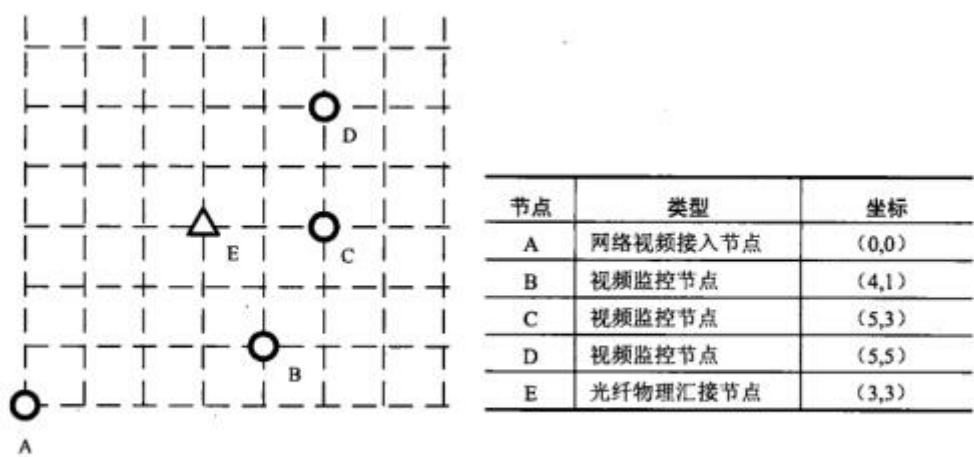 D
E
C
B
A
节点 类型 坐标
A 网络视频接入节点 (0,0)
B 视频监控节点 (4,1)
C 视频监控节点 (5,3)
D 视频监控节点 (5,5)
E 光纤物理汇接节点 (3,3)